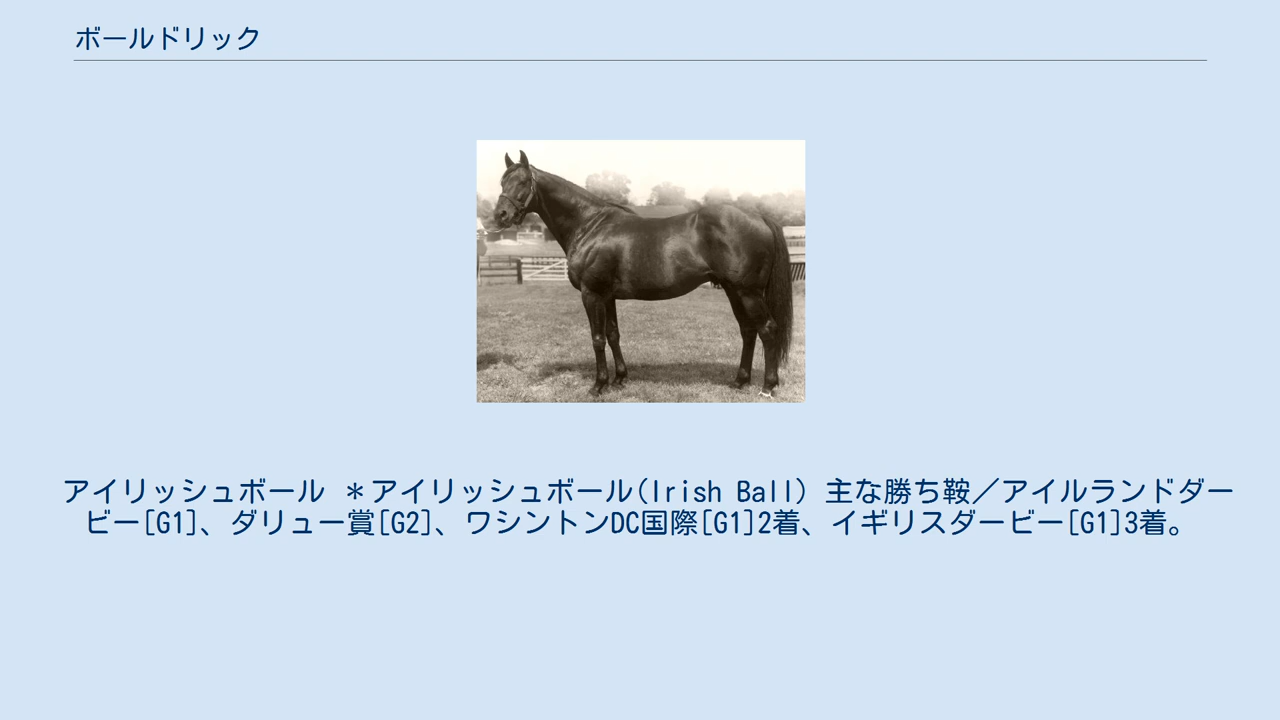 ボールドリック
アイリッシュボール ＊アイリッシュボール(Irish Ball) 主な勝ち鞍／アイルランドダー
ビー[G1]、ダリュー賞[G2]、ワシントンDC国際[G1]2着、イギリスダービー[G1]3着。